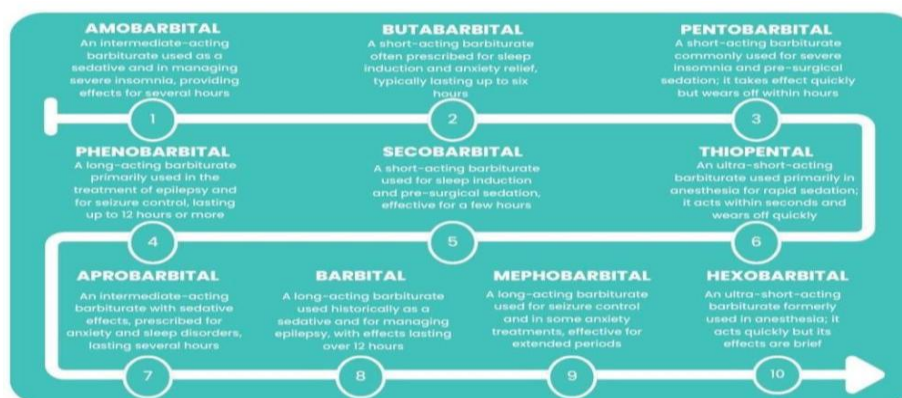 AMOBARBITAL
An intermediate-acting
barbiturate used as a
sedative and in managing
severe insomnia, providing
effects for several hours
1
BUTABARBITAL
A short-acting barbiturate
often prescribed for sleep
induction and anxiety relief,
typically lasting up to six
hours
2
PENTOBARBITAL
A short-acting barbiturate
commonly used for severe
insomnia and pre-surgical
sedation; it takes effect quickly
but wears off within hours
3
PHENOBARBITAL
A long-acting barbiturate
primarily used in the
treatment of epilepsy and
for seizure control, lasting
up to 12 hours or more
4
SECOBARBITAL
A short-acting barbiturate
used for sleep induction
and pre-surgical sedation,
effective for a few hours
5
THIOPENTAL
An ultra-short-acting
barbiturate used primarily in
anesthesia for rapid sedation;
it acts within seconds and
wears off quickly
6
APROBARBITAL
An intermediate-acting
barbiturate with sedative
effects, prescribed for
anxiety and sleep disorders,
lasting several hours
7
BARBITAL
A long-acting barbiturate
used historically as a
sedative and for managing
epilepsy, with effects lasting
over 12 hours
8
MEPHOBARBITAL
A long-acting barbiturate
used for seizure control
and in some anxiety
treatments, effective for
extended periods
9
HEXOBARBITAL
An ultra-short-acting
barbiturate formerly
used in anesthesia; it
acts quickly but its
effects are brief
10